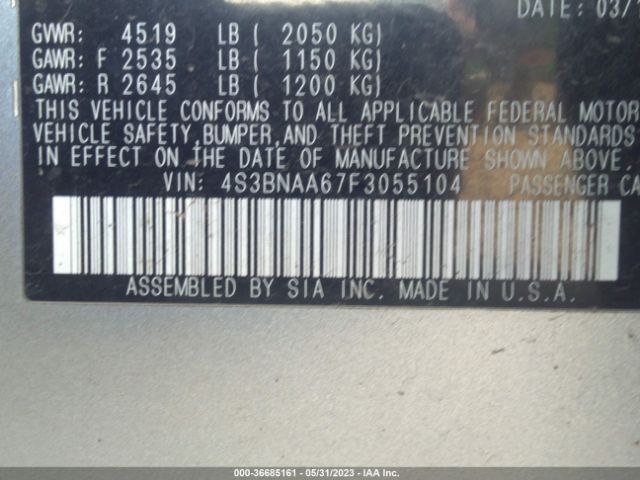 DATE: 03/
GVWR: 4519 LB ( 2050 KG)
GAWR: F 2535 LB ( 1150 KG)
GAWR: R 2645 LB ( 1200 KG)
THIS VEHICLE CONFORMS TO ALL APPLICABLE FEDERAL MOTOR
VEHICLE SAFETY,BUMPER,AND THEFT PREVENTION STANDARDS
IN EFFECT ON THE DATE OF MANUFACTURE SHOWN ABOVE.
VIN: 4S3BNAA67F3055104 PASSENGER CA
ASSEMBLED BY SIA INC. MADE IN U.S.A.
000-36685161 - 05/31/2023 - IAA Inc.